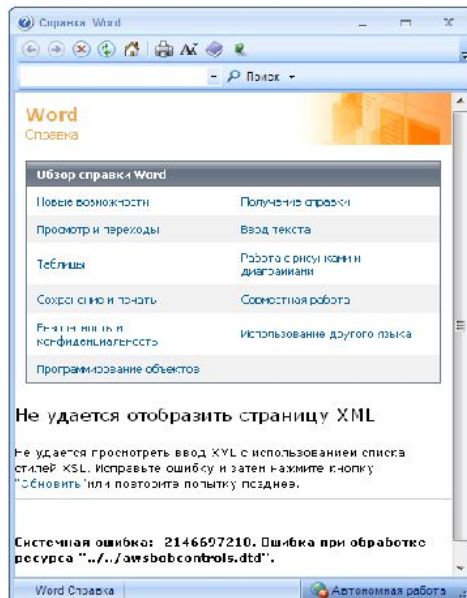 Справка Word
Поиск
Word
Справка
Обзор справки Word
Новые возможности
Получение справки
Просмотр и переходы
Ввод текста
Таблицы
Работа с рисунками и
диаграммами
Сохранение и печать
Совместная работа
Безопасность и
конфиденциальность
Использование другого языка
Программирование объектов
Не удается отобразить страницу XML
Не удается просмотреть ввод XML с использованием списка
стилей XSL. Исправьте ошибку и затем нажмите кнопку
"Обновить" или повторите попытку позднее.
Системная ошибка: 2146697210. Ошибка при обработке
ресурса "../../awsbobcontrols.dtd".
Word Справка
Автономная работа